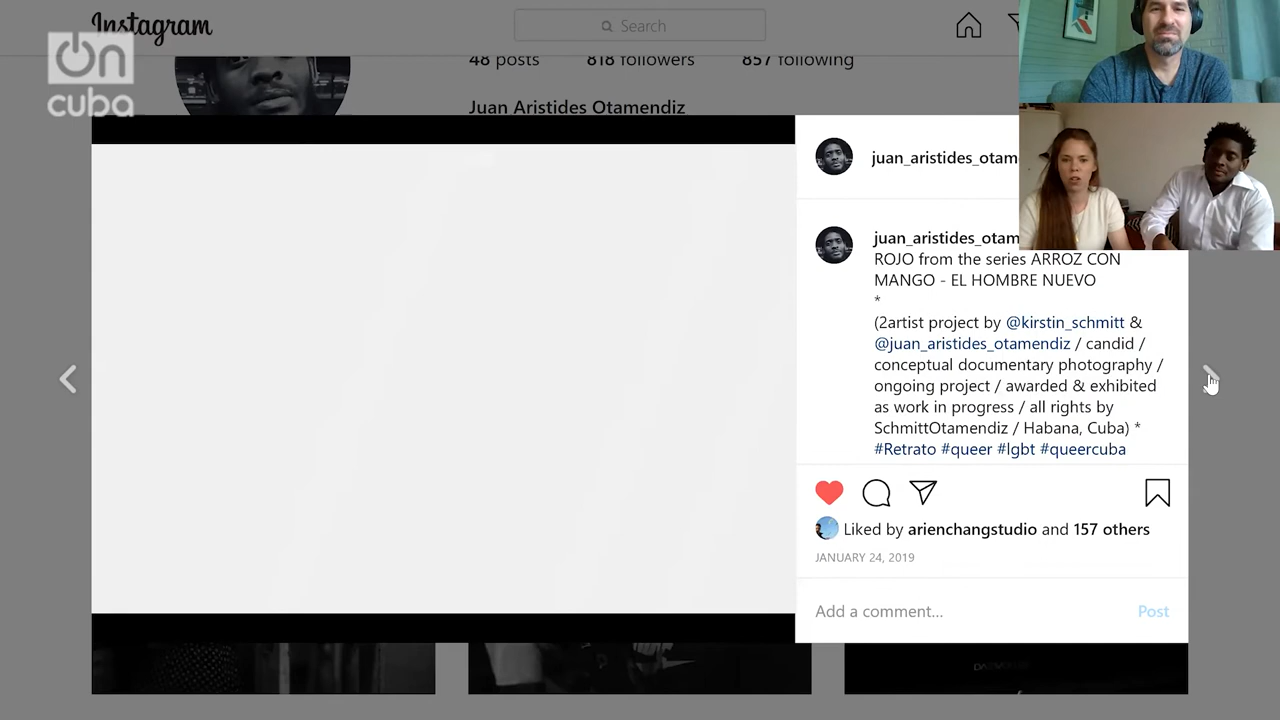 Instagram
Search
ON
cuba
48 posts 818 followers 857 following
Juan Aristides Otamendiz
juan_aristides_otam
juan_aristides_otam
ROJO from the series ARROZ CON
MANGO - EL HOMBRE NUEVO
*
(2artist project by @kirstin_schmitt &
@juan_aristides_otamendiz / candid /
conceptual documentary photography /
ongoing project / awarded & exhibited
as work in progress / all rights by
SchmittOtamendiz / Habana, Cuba) *
#Retrato #queer #lgbt #queercuba
Liked by arienchangstudio and 157 others
JANUARY 24, 2019
Add a comment... Post